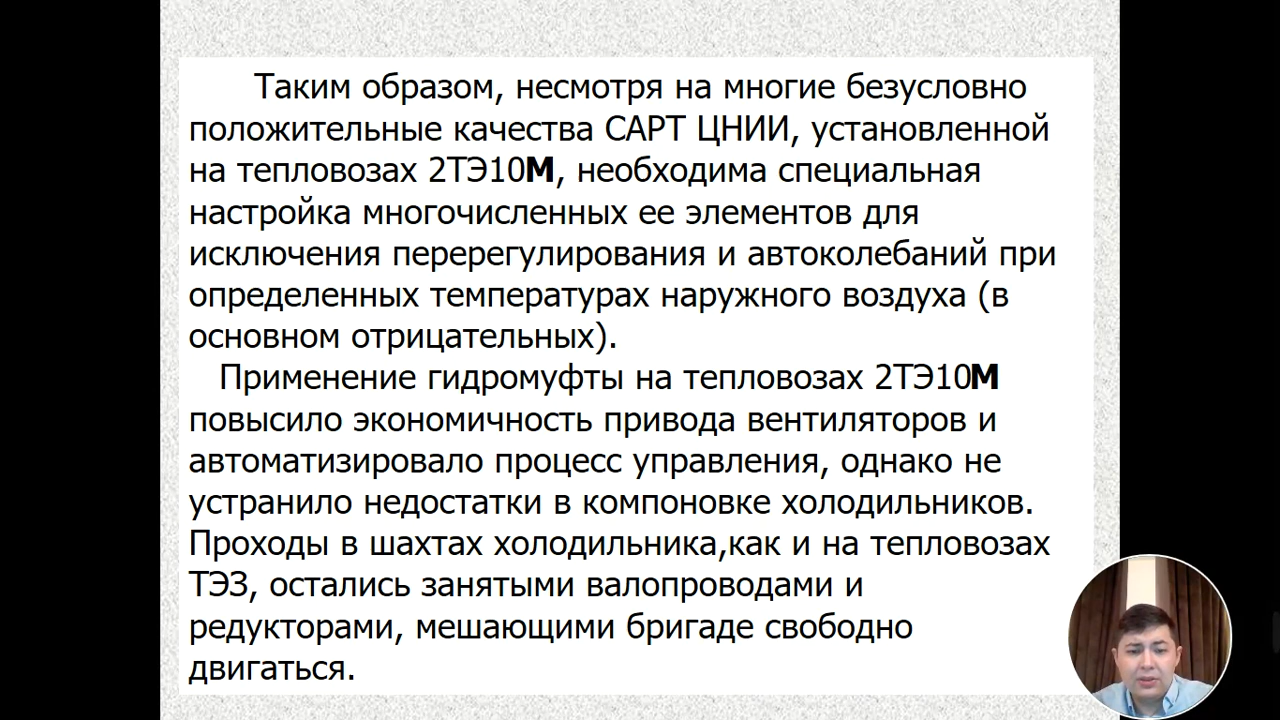 Таким образом, несмотря на многие безусловно
положительные качества САРТ ЦНИИ, установленной
на тепловозах 2ТЭ10М, необходима специальная
настройка многочисленных ее элементов для
исключения перерегулирования и автоколебаний при
определенных температурах наружного воздуха (в
основном отрицательных).
Применение гидромуфты на тепловозах 2ТЭ10М
повысило экономичность привода вентиляторов и
автоматизировало процесс управления, однако не
устранило недостатки в компоновке холодильников.
Проходы в шахтах холодильника,как и на тепловозах
ТЭЗ, остались занятыми валопроводами и
редукторами, мешающими бригаде свободно
двигаться.